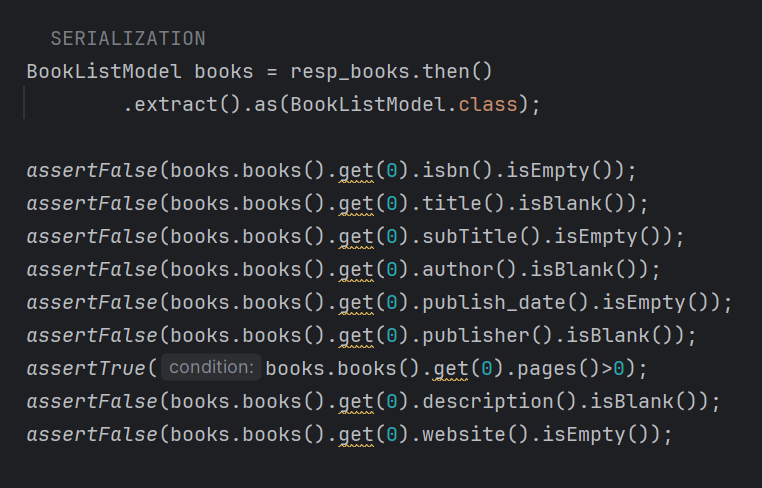 SERIALIZATION
BookListModel books = resp_books.then()
.extract().as(BookListModel.class);
assertFalse(books.books().get(0).isbn().isEmpty());
assertFalse(books.books().get(0).title().isBlank());
assertFalse(books.books().get(0).subTitle().isEmpty());
assertFalse(books.books().get(0).author().isBlank());
assertFalse(books.books().get(0).publish_date().isEmpty());
assertFalse(books.books().get(0).publisher().isBlank());
assertTrue( condition: books.books().get(0).pages()>0);
assertFalse(books.books().get(0).description().isBlank());
assertFalse(books.books().get(0).website().isEmpty());